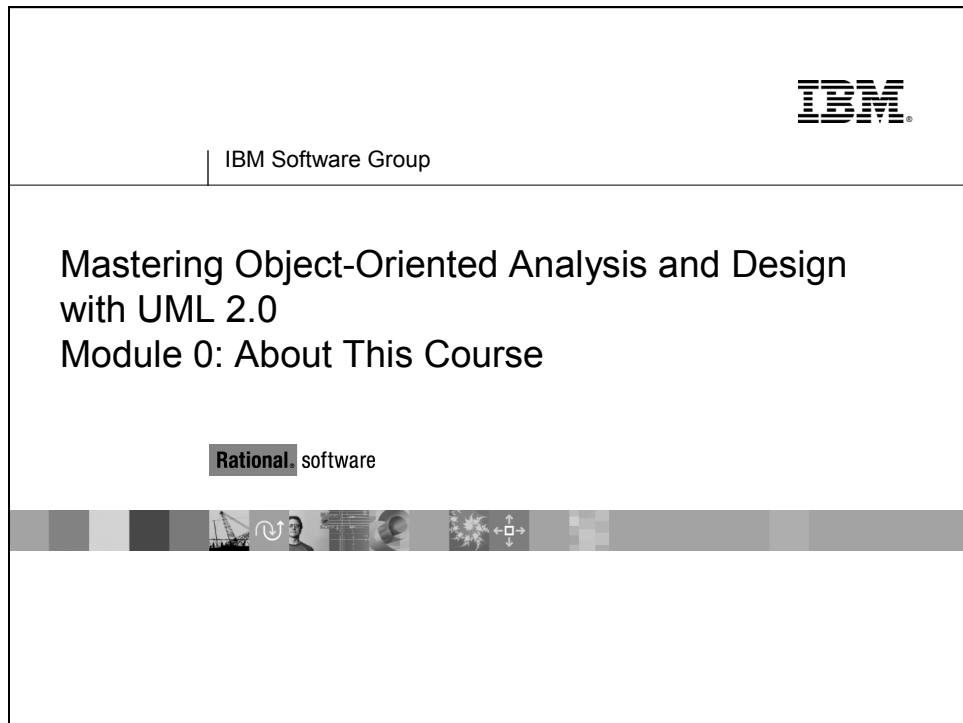 IBM®
IBM Software Group
Mastering Object-Oriented Analysis and Design
with UML 2.0
Module 0: About This Course
Rational® software